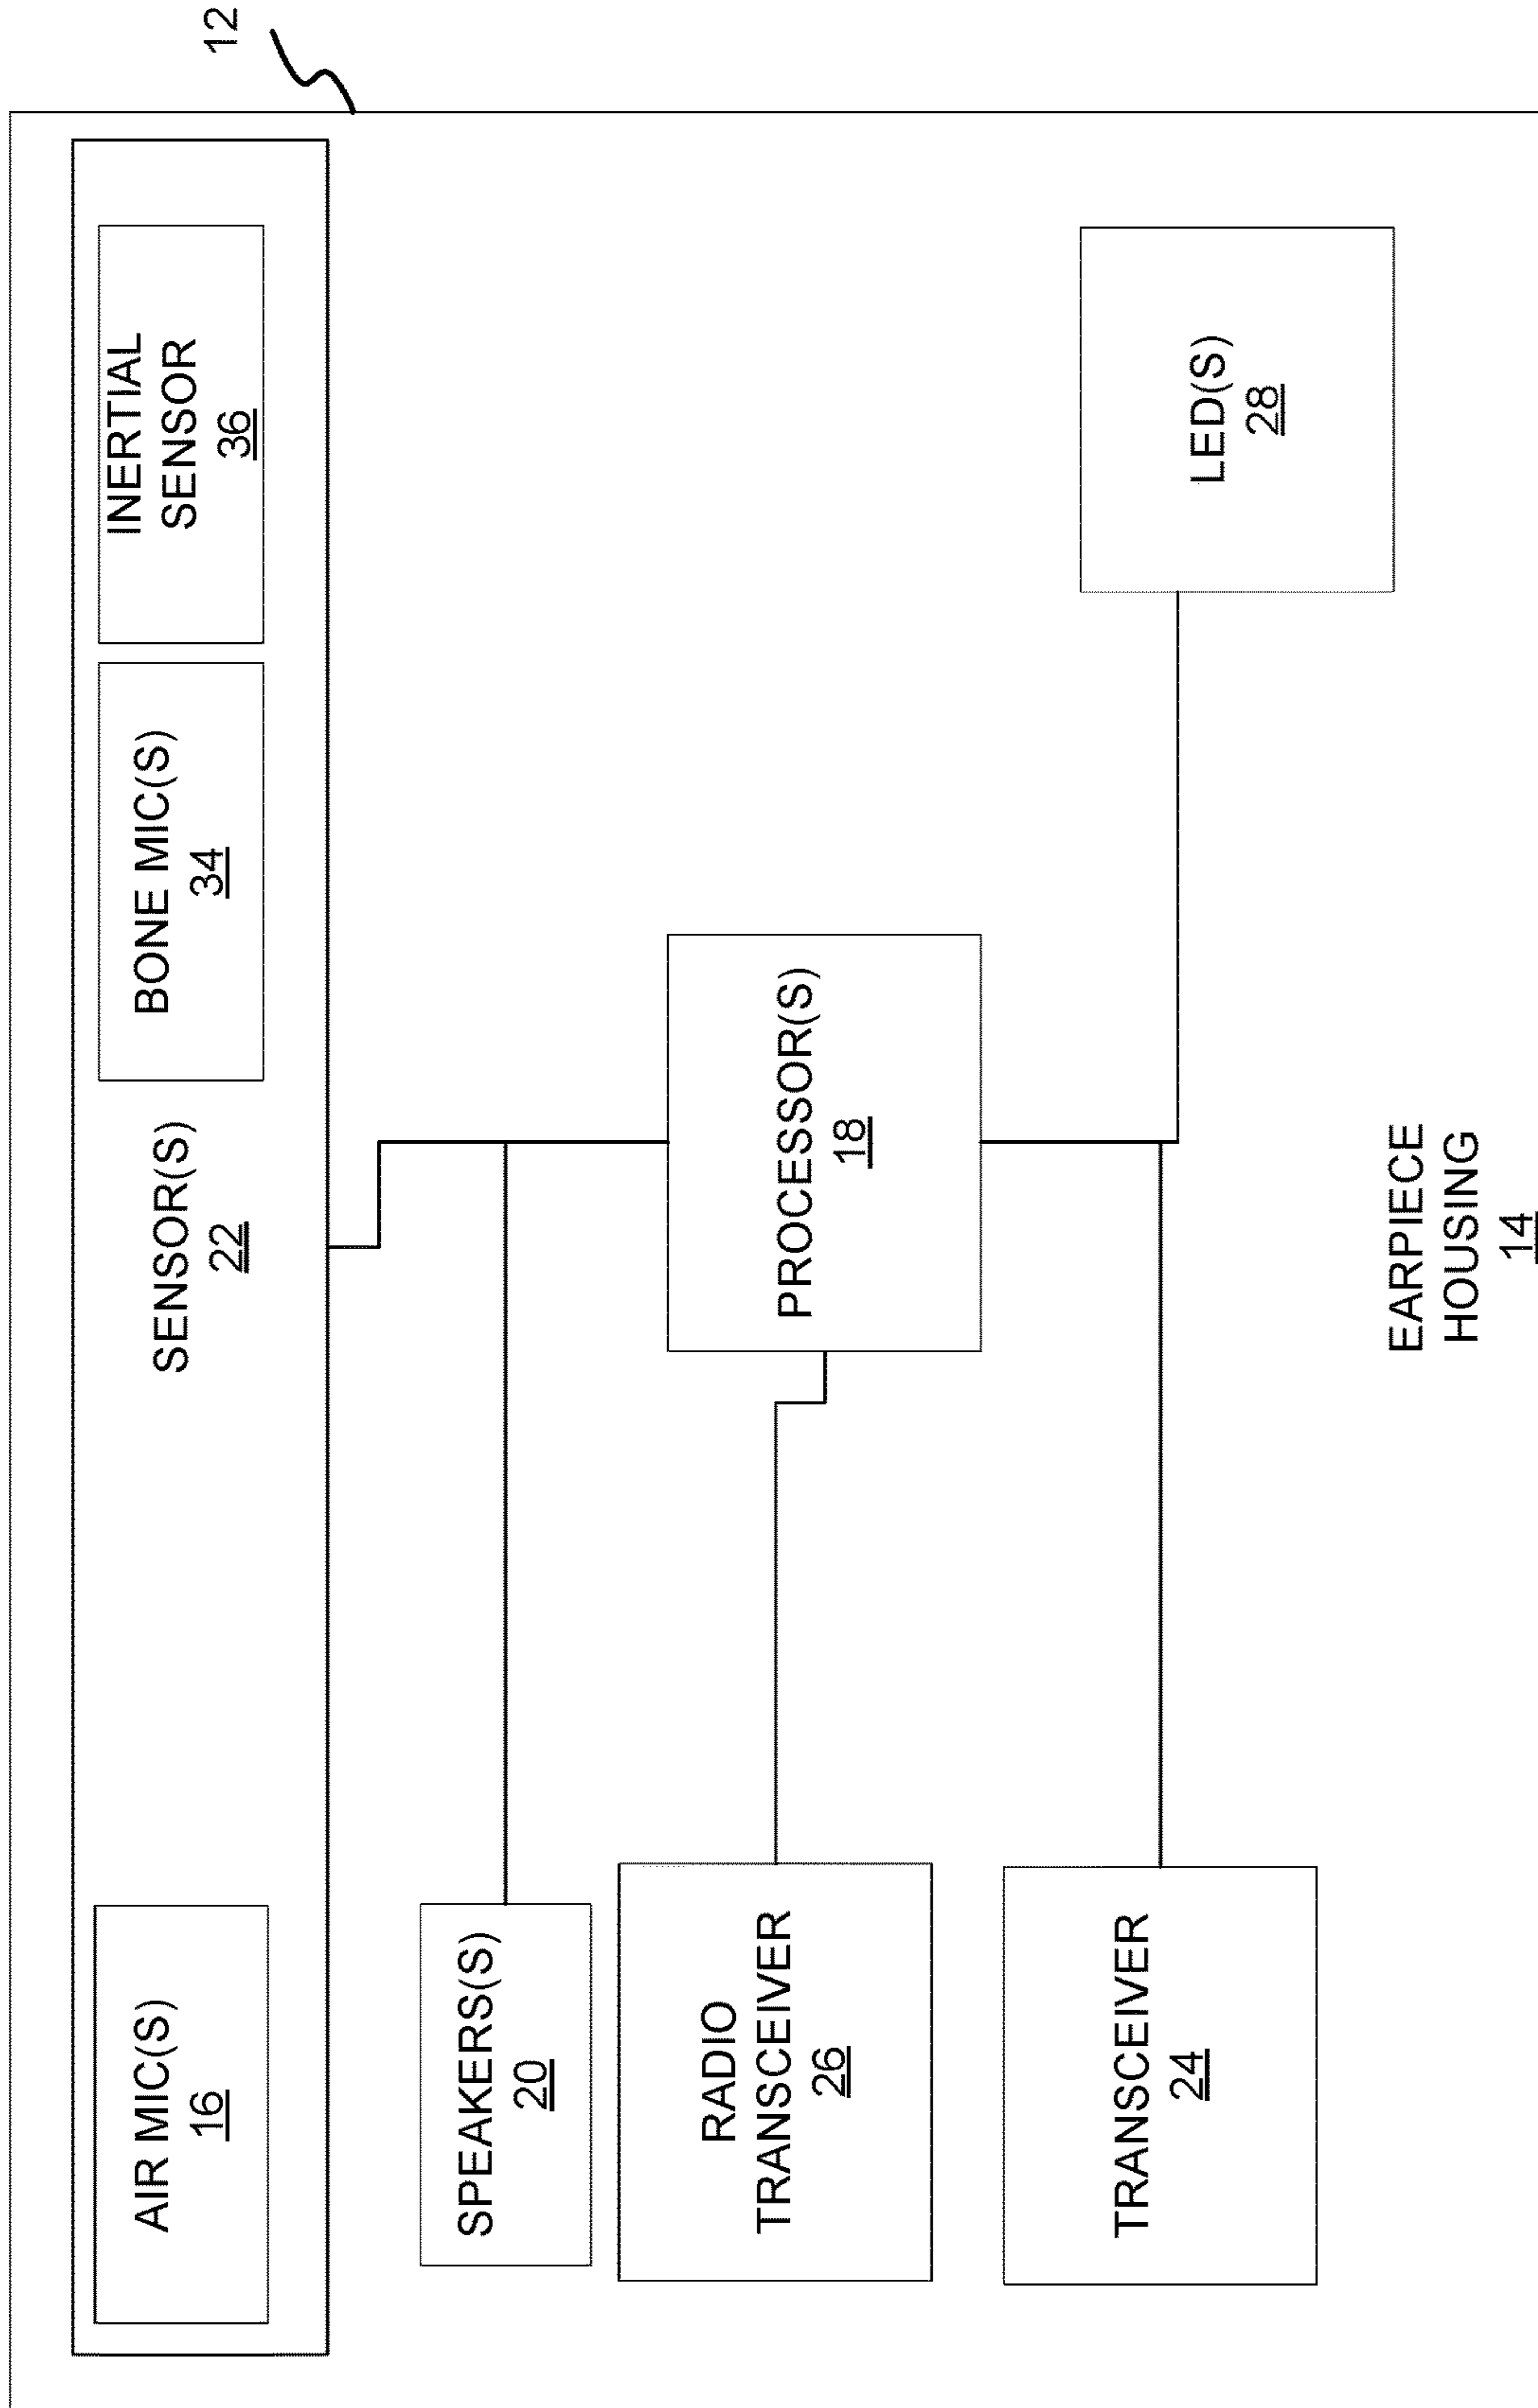 12
AIR MIC(S)
16
SENSOR(S)
22
BONE MIC(S)
34
INERTIAL
SENSOR
36
SPEAKERS(S)
20
RADIO
TRANSCEIVER
26
PROCESSOR(S)
18
TRANSCEIVER
24
LED(S)
28
EARPIECE
HOUSING
14